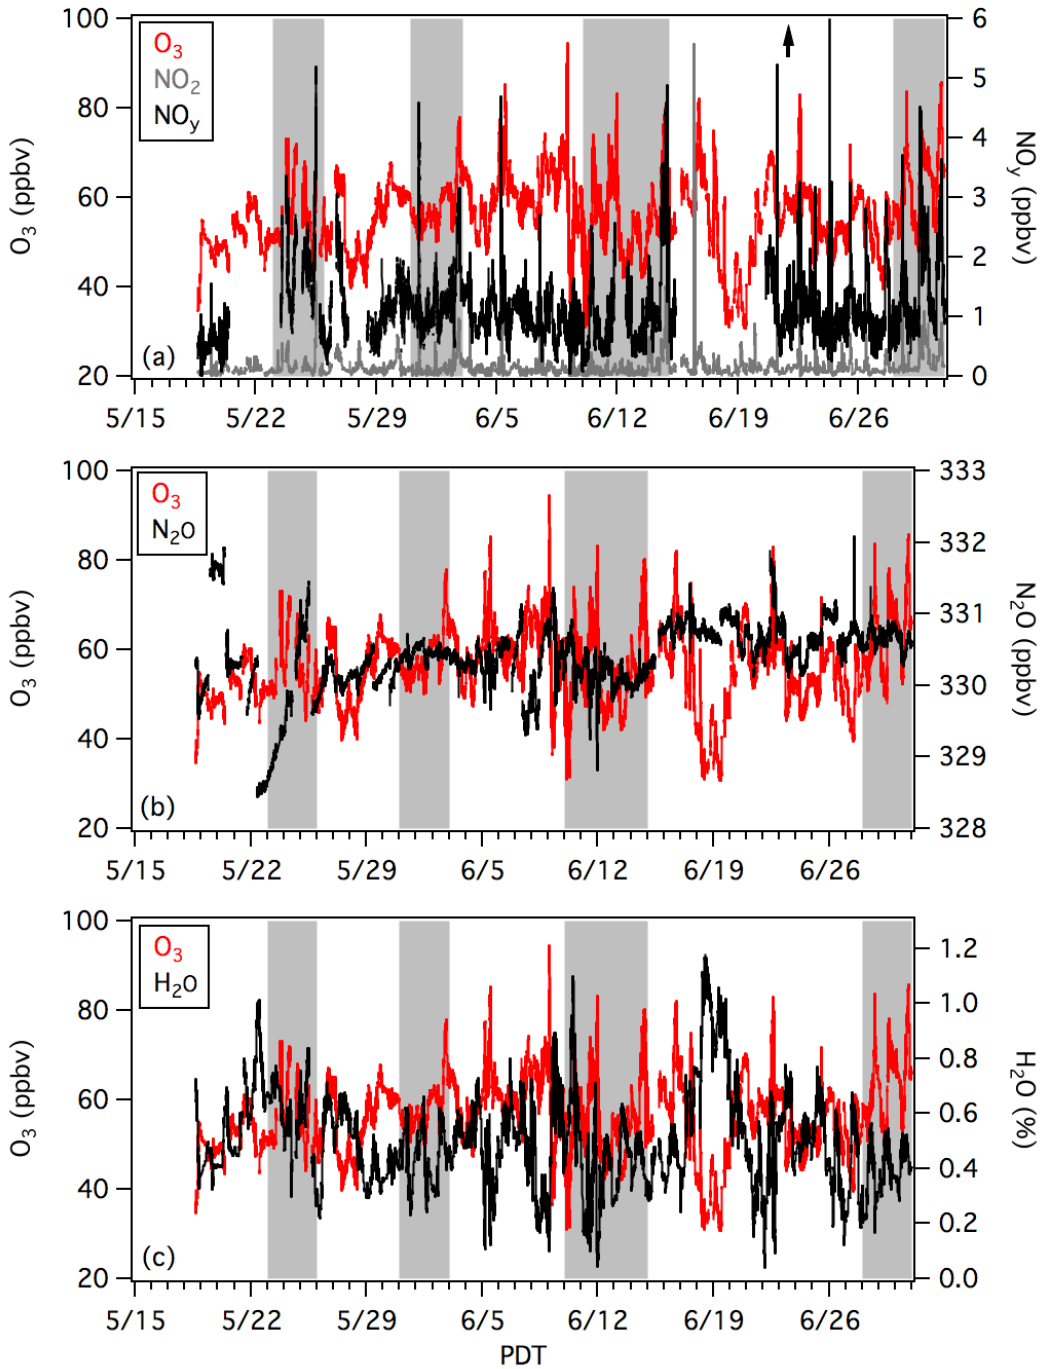 100
80
60
40
20
O₃ (ppbv)
O₃
NO₂
NOy
(a)
6
5
4
3
2
1
0
NOy (ppbv)
5/15 5/22 5/29 6/5 6/12 6/19 6/26
100
80
60
40
20
O₃ (ppbv)
O₃
N₂O
(b)
333
332
331
330
329
328
N₂O (ppbv)
5/15 5/22 5/29 6/5 6/12 6/19 6/26
100
80
60
40
20
O₃ (ppbv)
O₃
H₂O
(c)
1.2
1.0
0.8
0.6
0.4
0.2
0.0
H₂O (%)
5/15 5/22 5/29 6/5 6/12 6/19 6/26
PDT